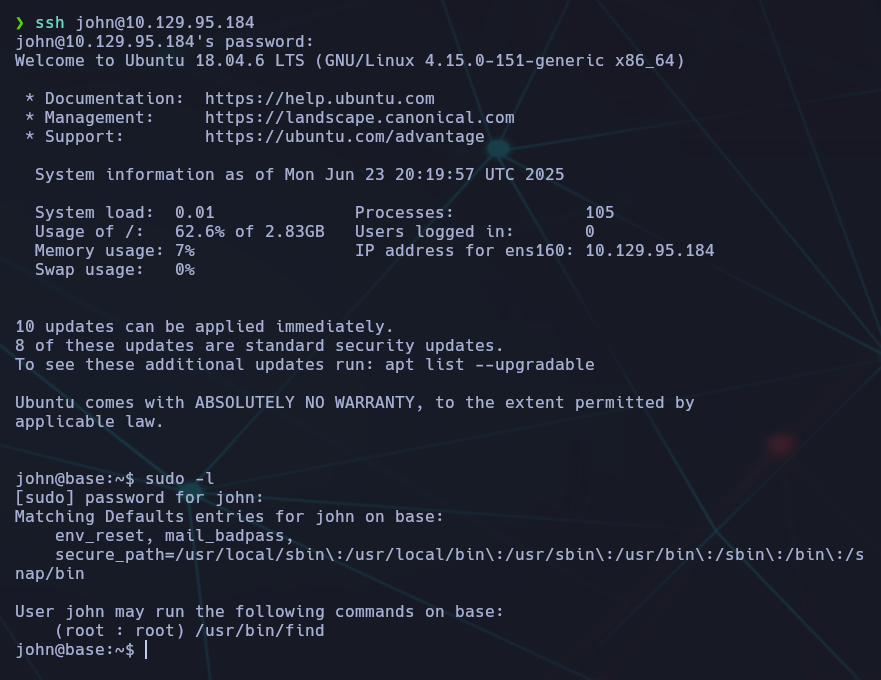 ❯ ssh john@10.129.95.184
john@10.129.95.184's password:
Welcome to Ubuntu 18.04.6 LTS (GNU/Linux 4.15.0-151-generic x86_64)

 * Documentation:  https://help.ubuntu.com
 * Management:     https://landscape.canonical.com
 * Support:        https://ubuntu.com/advantage

  System information as of Mon Jun 23 20:19:57 UTC 2025

  System load:  0.01              Processes:             105
  Usage of /:   62.6% of 2.83GB   Users logged in:       0
  Memory usage: 7%                IP address for ens160: 10.129.95.184
  Swap usage:   0%


10 updates can be applied immediately.
8 of these updates are standard security updates.
To see these additional updates run: apt list --upgradable

Ubuntu comes with ABSOLUTELY NO WARRANTY, to the extent permitted by
applicable law.


john@base:~$ sudo -l
[sudo] password for john:
Matching Defaults entries for john on base:
    env_reset, mail_badpass,
    secure_path=/usr/local/sbin\:/usr/local/bin\:/usr/sbin\:/usr/bin\:/sbin\:/bin\:/s
nap/bin

User john may run the following commands on base:
    (root : root) /usr/bin/find
john@base:~$